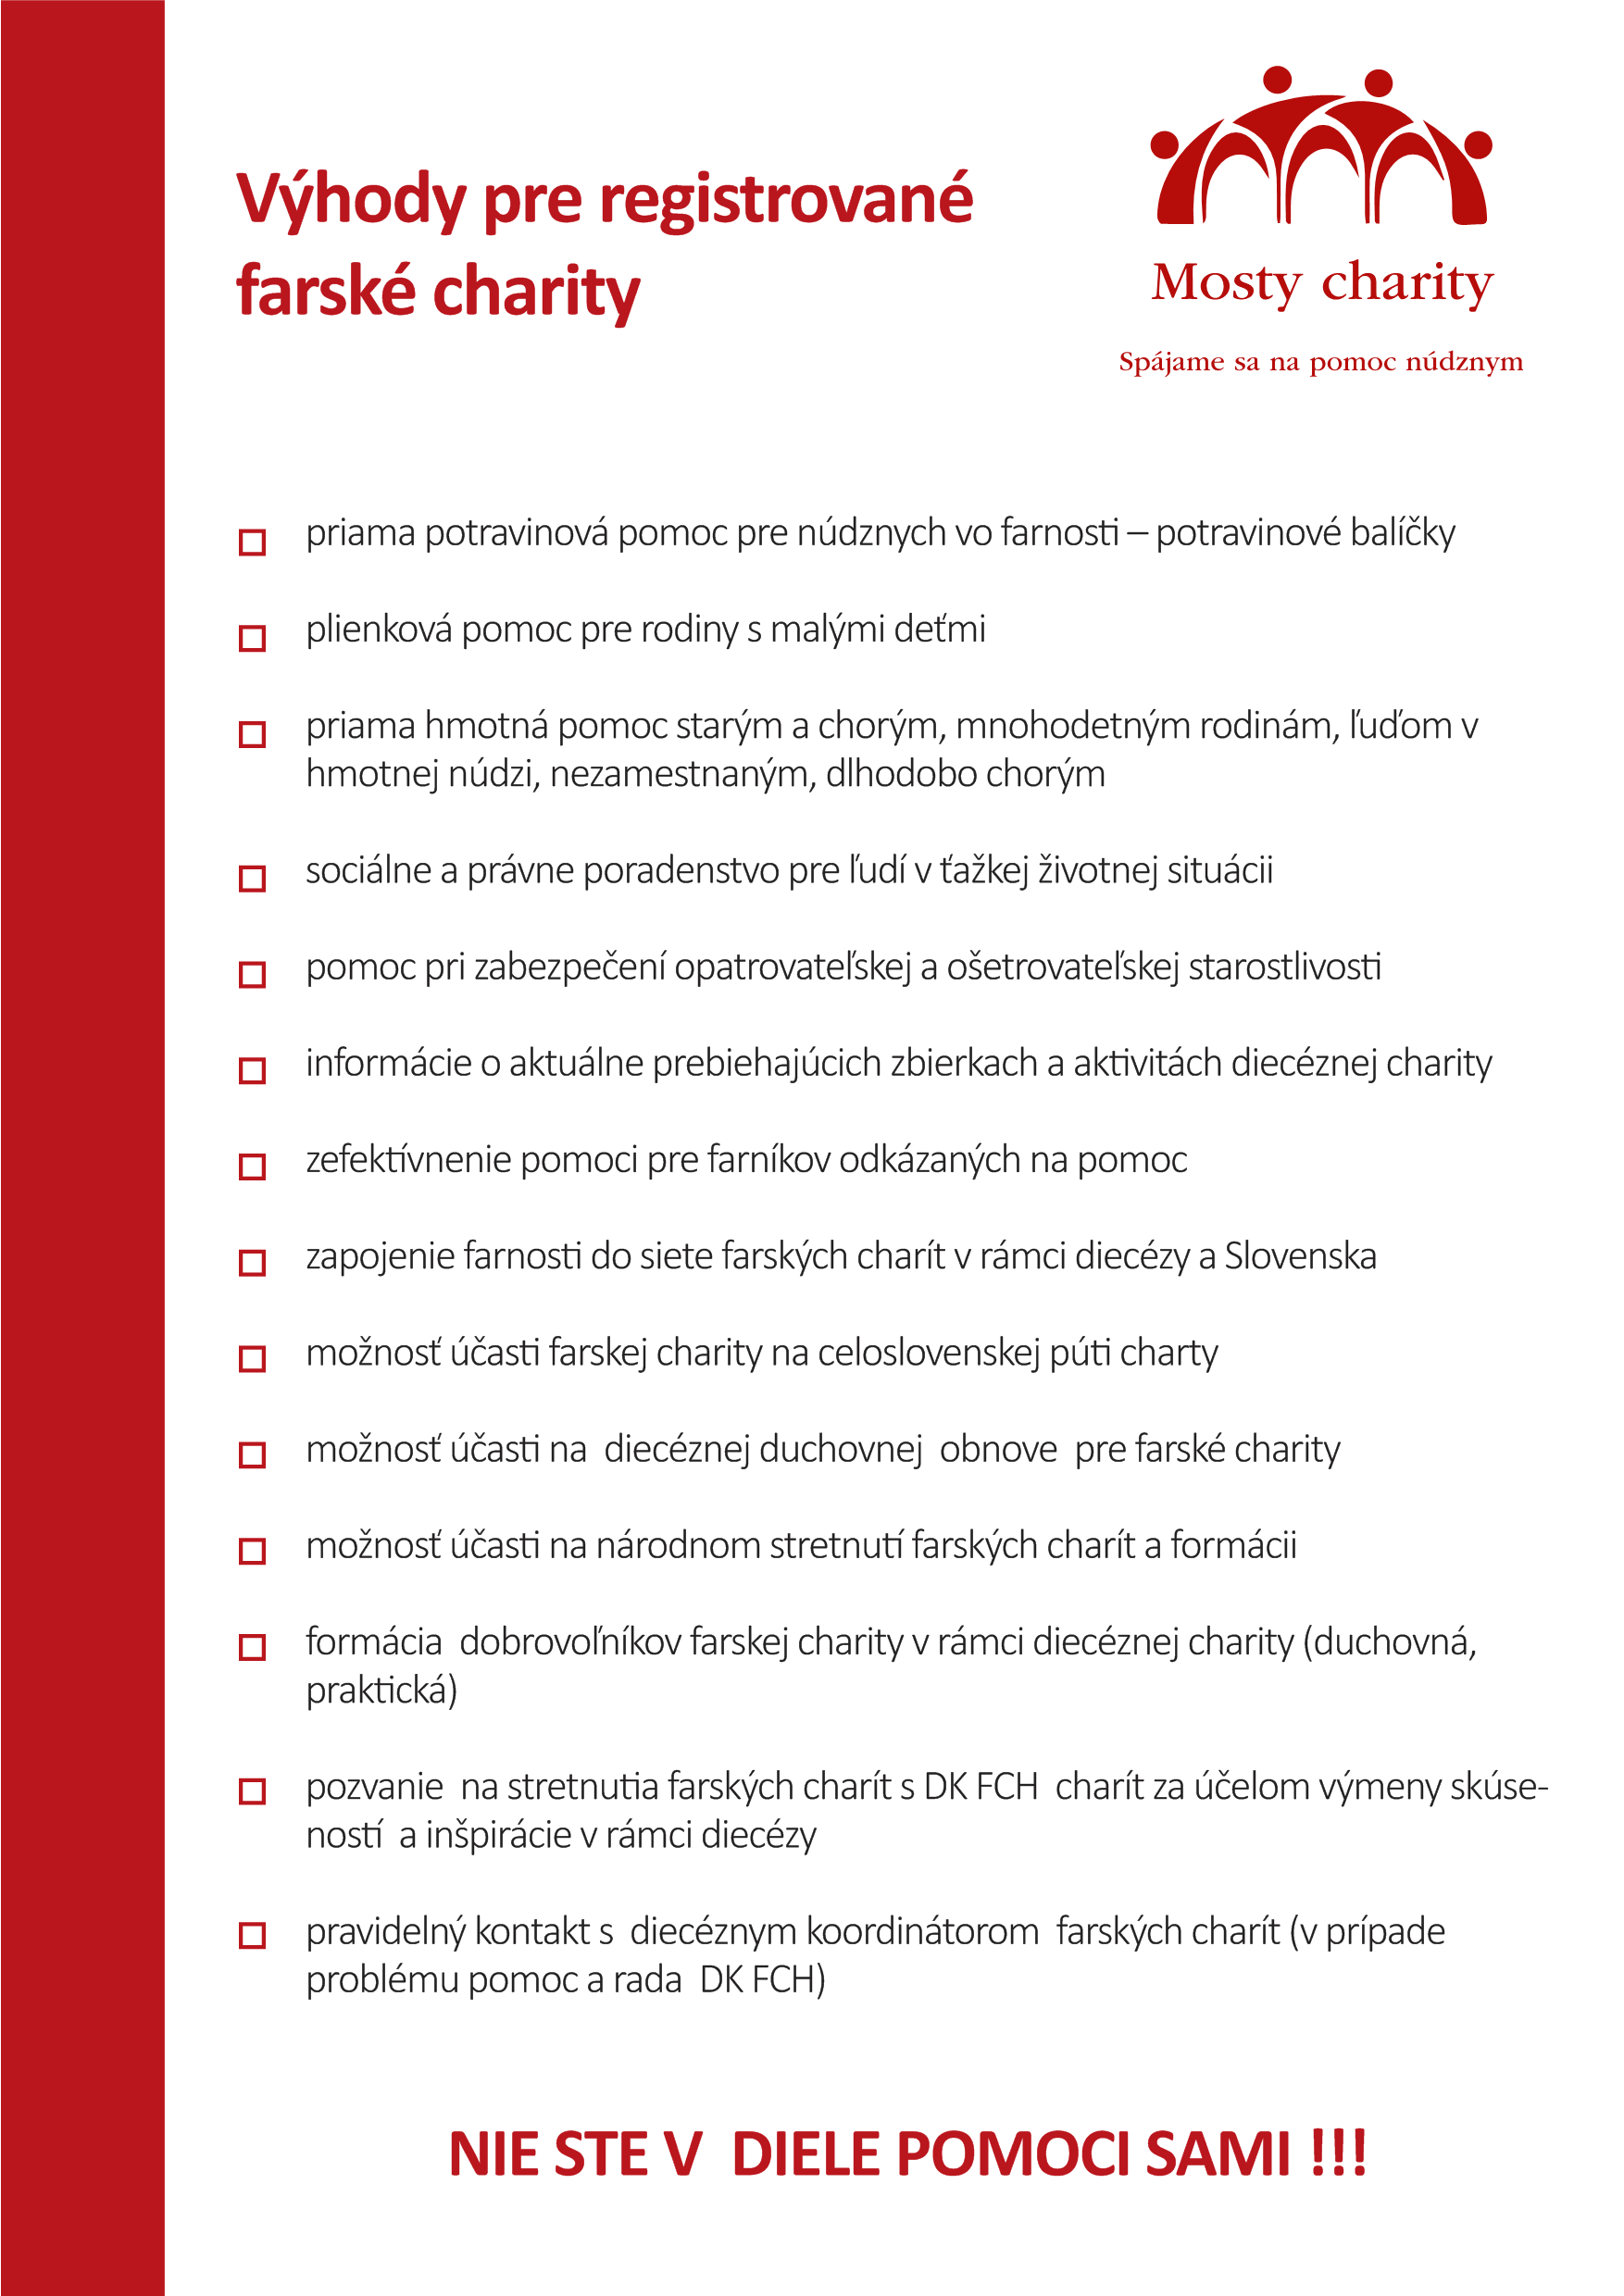 Výhody pre registrované
farské charity
Mosty charity
Spájame sa na pomoc núdznym
priama potravinová pomoc pre núdznych vo farnosti – potravinové balíčky
plienková pomoc pre rodiny s malými deťmi
priama hmotná pomoc starým a chorým, mnohodetným rodinám, ľuďom v
hmotnej núdzi, nezamestnaným, dlhodobo chorým
sociálne a právne poradenstvo pre ľudí v ťažkej životnej situácii
pomoc pri zabezpečení opatrovateľskej a ošetrovateľskej starostlivosti
informácie o aktuálne prebiehajúcich zbierkach a aktivitách diecéznej charity
zefektívnenie pomoci pre farníkov odkázaných na pomoc
zapojenie farnosti do siete farských charít v rámci diecézy a Slovenska
možnosť účasti farskej charity na celoslovenskej púti charty
možnosť účasti na  diecéznej duchovnej  obnove  pre farské charity
možnosť účasti na národnom stretnutí farských charít a formácii
formácia  dobrovoľníkov farskej charity v rámci diecéznej charity (duchovná,
praktická)
pozvanie  na stretnutia farských charít s DK FCH  charít za účelom výmeny skúse-
ností  a inšpirácie v rámci diecézy
pravidelný kontakt s  diecéznym koordinátorom  farských charít (v prípade
problému pomoc a rada  DK FCH)
NIE STE V  DIELE POMOCI SAMI !!!